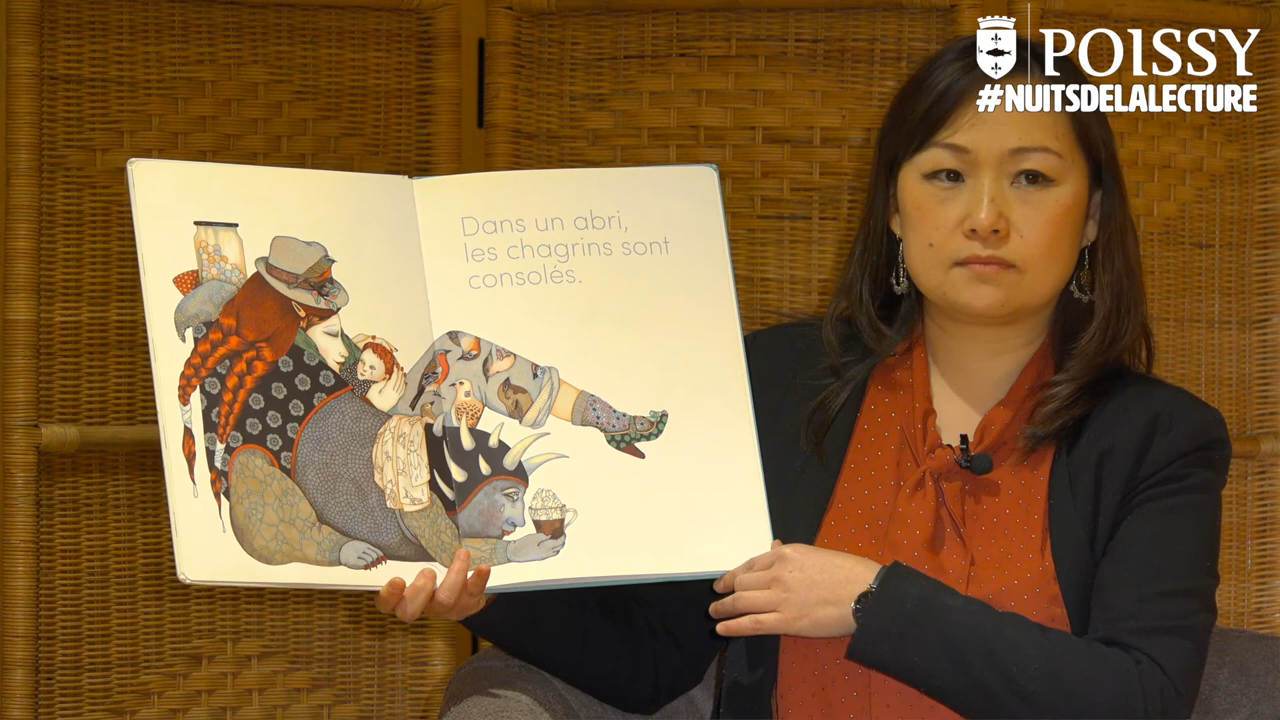 POISSY
#NUITSDELALECTURE
Dans un abri,
les chagrins sont
consolés.